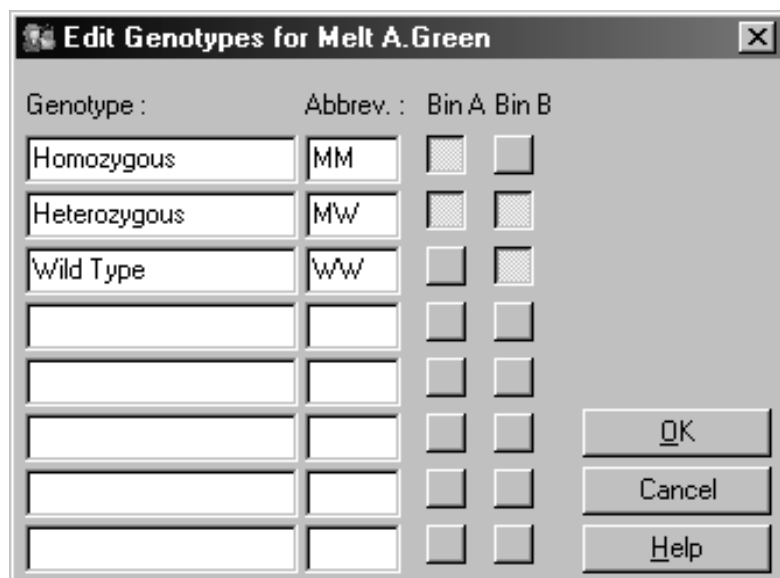 Edit Genotypes for Melt A.Green
Genotype : Abbrev. : Bin A Bin B
Homozygous MM
Heterozygous MW
Wild Type WW
OK
Cancel
Help